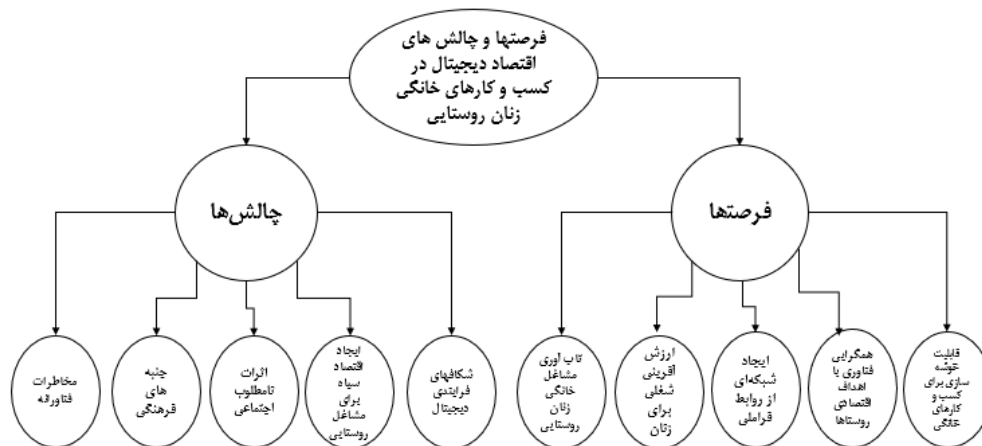 فرصتها و چالش های
اقتصاد دیجیتال در
کسب و کارهای خانگی
زنان روستایی
فرصتها
چالش‌ها
قابلیت
خوشه
سازی برای
کسب و
کارهای
خانگی
همگرایی
فناوری با
اهداف
اقتصادی
روستاها
ایجاد
شبکه‌ای
از روابط
فراملی
ارزش
آفرینی
شغلی
برای
زنان
تاب آوری
مشاغل
خانگی
زنان
روستایی
شکافهای
فرایندی
دیجیتال
ایجاد
اقتصاد
سیاه
برای
مشاغل
روستایی
اثرات
نامطلوب
اجتماعی
جنبه
های
فرهنگی
مخاطرات
فناورانه